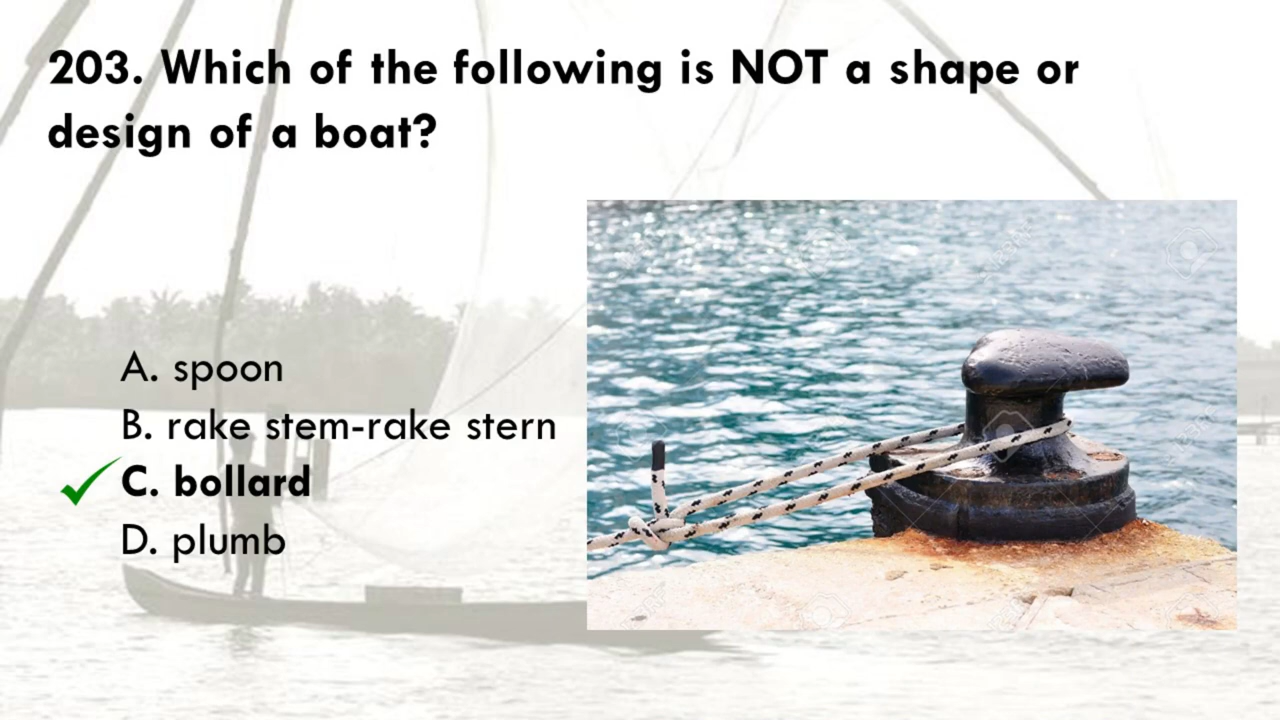 203. Which of the following is NOT a shape or
design of a boat?
A. spoon
B. rake stem-rake stern
C. bollard
D. plumb